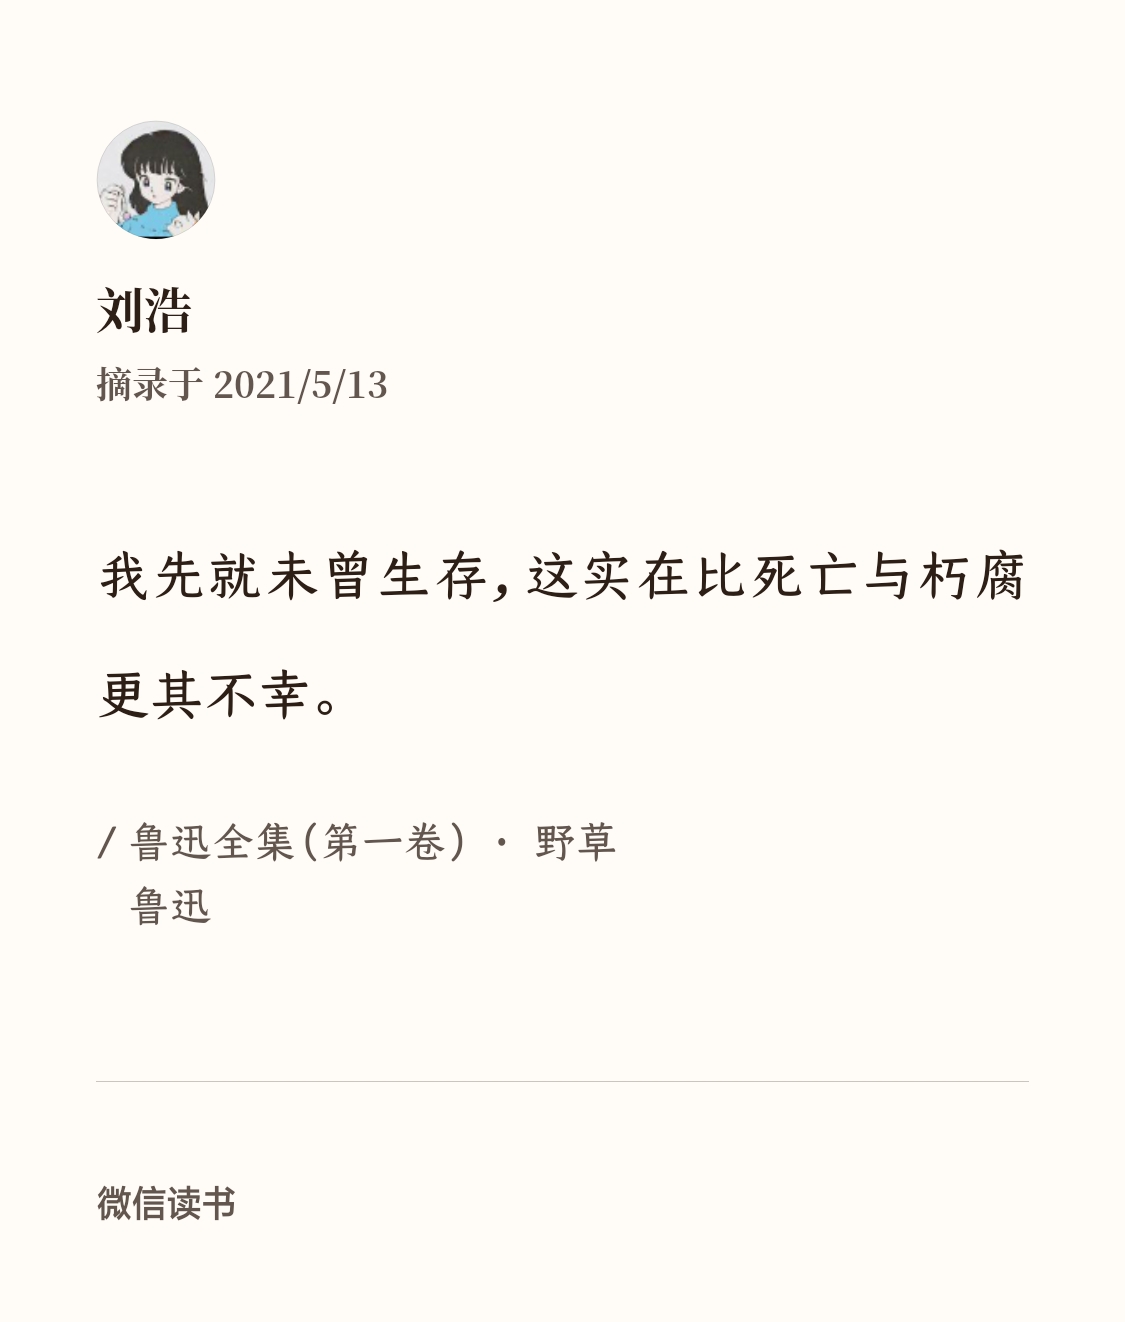 刘浩
摘录于 2021/5/13
我先就未曾生存,这实在比死亡与朽腐
更其不幸。
/ 鲁迅全集(第一卷) · 野草
鲁迅
微信读书